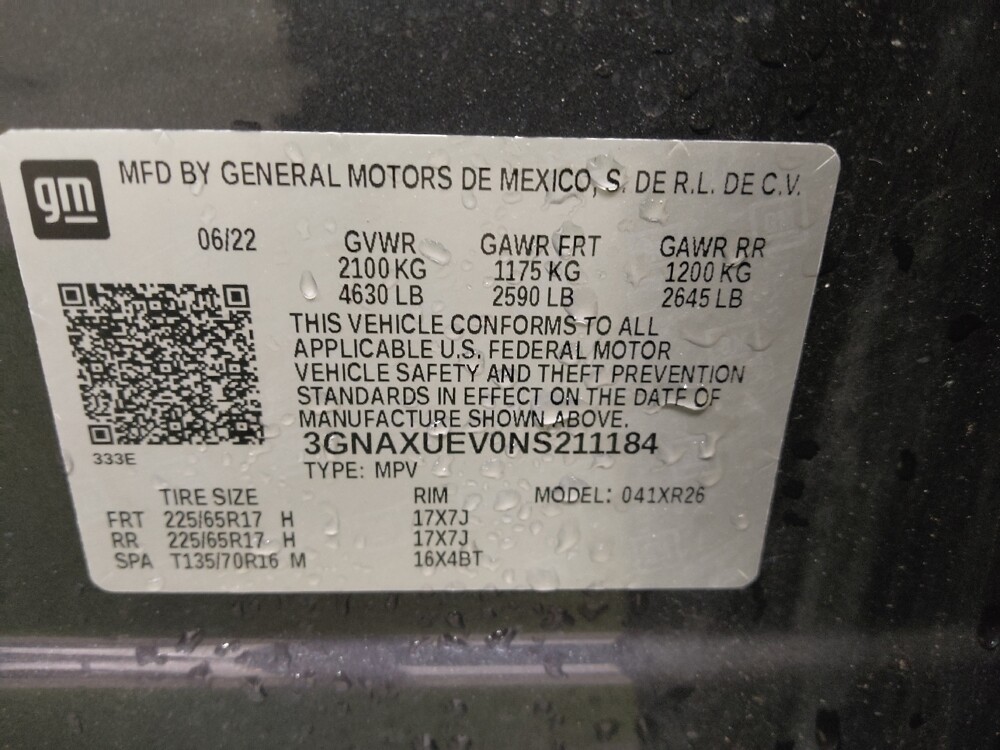 gm
MFD BY GENERAL MOTORS DE MEXICO, S. DE R.L. DE C.V.
06/22 GVWR GAWR FRT GAWR RR
2100 KG 1175 KG 1200 KG
4630 LB 2590 LB 2645 LB
THIS VEHICLE CONFORMS TO ALL
APPLICABLE U.S. FEDERAL MOTOR
VEHICLE SAFETY AND THEFT PREVENTION
STANDARDS IN EFFECT ON THE DATE OF
MANUFACTURE SHOWN ABOVE.
3GNAXUEV0NS211184
333E
TYPE: MPV
TIRE SIZE RIM MODEL: 041XR26
FRT 225/65R17 H 17X7J
RR 225/65R17 H 17X7J
SPA T135/70R16 M 16X4BT